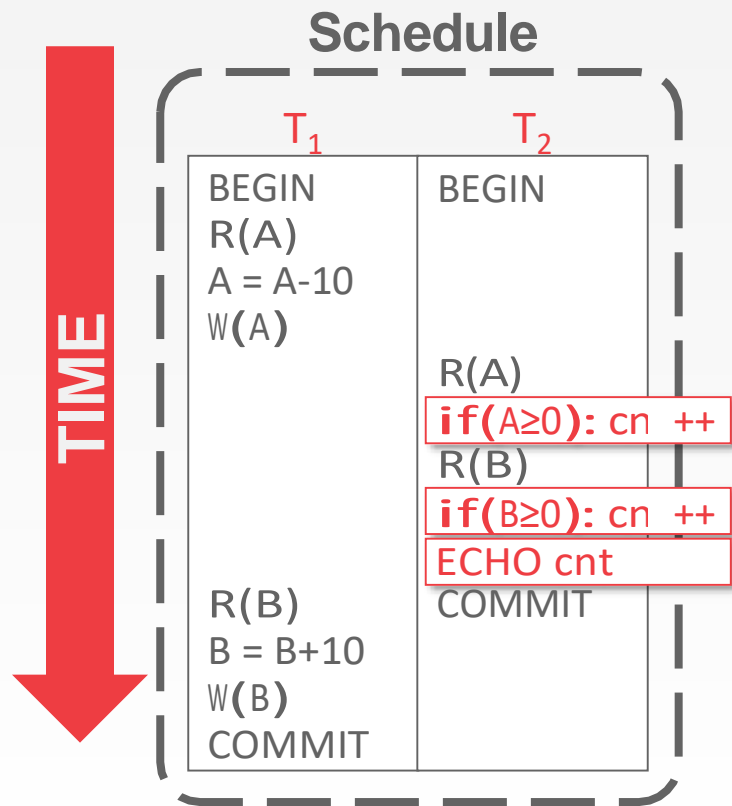 Schedule
TIME
T1 T2
BEGIN BEGIN
R(A)
A = A-10
W(A)
R(A)
if(A≥0): cn ++
R(B)
if(B≥0): cn ++
ECHO cnt
R(B) COMMIT
B = B+10
W(B)
COMMIT